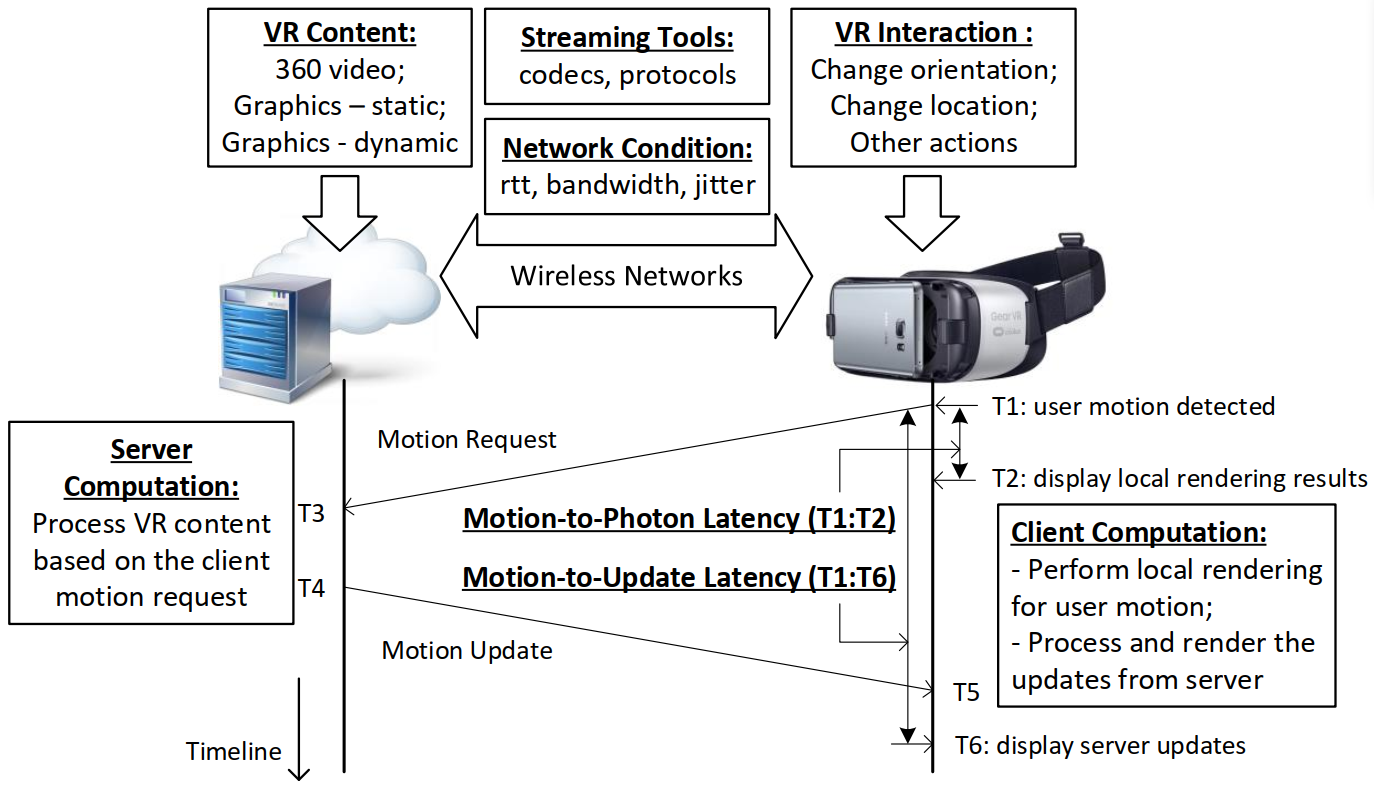 VR Content:
360 video;
Graphics – static;
Graphics - dynamic
Streaming Tools:
codecs, protocols
Network Condition:
rtt, bandwidth, jitter
VR Interaction :
Change orientation;
Change location;
Other actions
Wireless Networks
Gear VR
Server
Computation:
Process VR content
based on the client
motion request
Motion Request
T3
T4
Motion Update
Timeline
Motion-to-Photon Latency (T1:T2)
Motion-to-Update Latency (T1:T6)
T1: user motion detected
T2: display local rendering results
Client Computation:
- Perform local rendering
for user motion;
- Process and render the
updates from server
T5
T6: display server updates